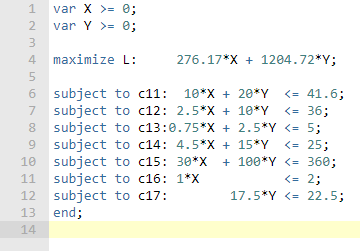 1 var X >= 0;
2 var Y >= 0;
3
4 maximize L: 276.17*X + 1204.72*Y;
5
6 subject to c11: 10*X + 20*Y <= 41.6;
7 subject to c12: 2.5*X + 10*Y <= 36;
8 subject to c13:0.75*X + 2.5*Y <= 5;
9 subject to c14: 4.5*X + 15*Y <= 25;
10 subject to c15: 30*X + 100*Y <= 360;
11 subject to c16: 1*X <= 2;
12 subject to c17: 17.5*Y <= 22.5;
13 end;
14